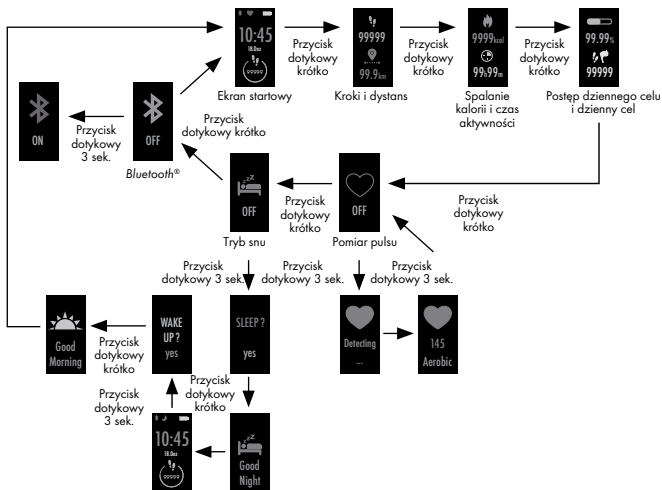 10:45
18.Dez
99999
Ekran startowy
Przycisk
dotykowy
krótko
99999
99.9km
Kroki i dystans
Przycisk
dotykowy
krótko
9999kcal
99h99m
Spalanie
kalorii i czas
aktywności
Przycisk
dotykowy
krótko
99.99%
99999
Postęp dziennego celu
i dzienny cel
ON
Przycisk
dotykowy
3 sek.
OFF
Bluetooth®
Przycisk
dotykowy krótko
OFF
Tryb snu
Przycisk
dotykowy
krótko
OFF
Pomiar pulsu
Przycisk
dotykowy
krótko
Przycisk
dotykowy 3 sek.
Przycisk
dotykowy 3 sek.
Przycisk
dotykowy 3 sek.
Good
Morning
Przycisk
dotykowy
krótko
WAKE
UP?
yes
SLEEP?
yes
Detecting
...
145
Aerobic
Przycisk
dotykowy
3 sek.
Przycisk
dotykowy
krótko
10:45
18.Dez
99999
zzZ
Good
Night